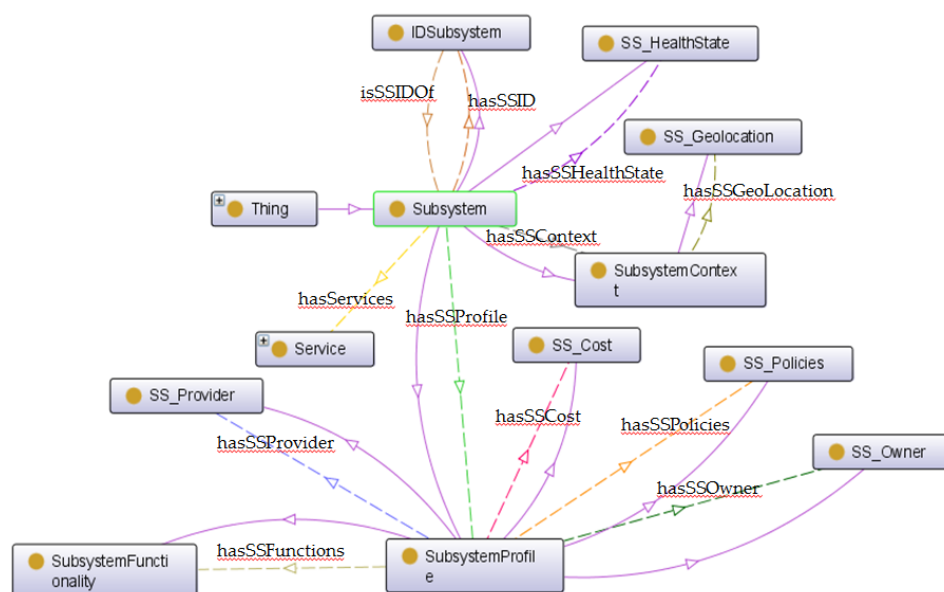 IDSubsystem
SS_HealthState
isSSIDOf
hasSSID
SS_Geolocation
hasSSHealthState
hasSSGeoLocation
Thing
Subsystem
hasSSContext
SubsystemContex
t
hasServices
hasSSProfile
Service
SS_Cost
SS_Policies
SS_Provider
hasSSCost
hasSSPolicies
hasSSProvider
SS_Owner
hasSSOwner
hasSSFunctions
SubsystemFuncti
onality
SubsystemProfil
e